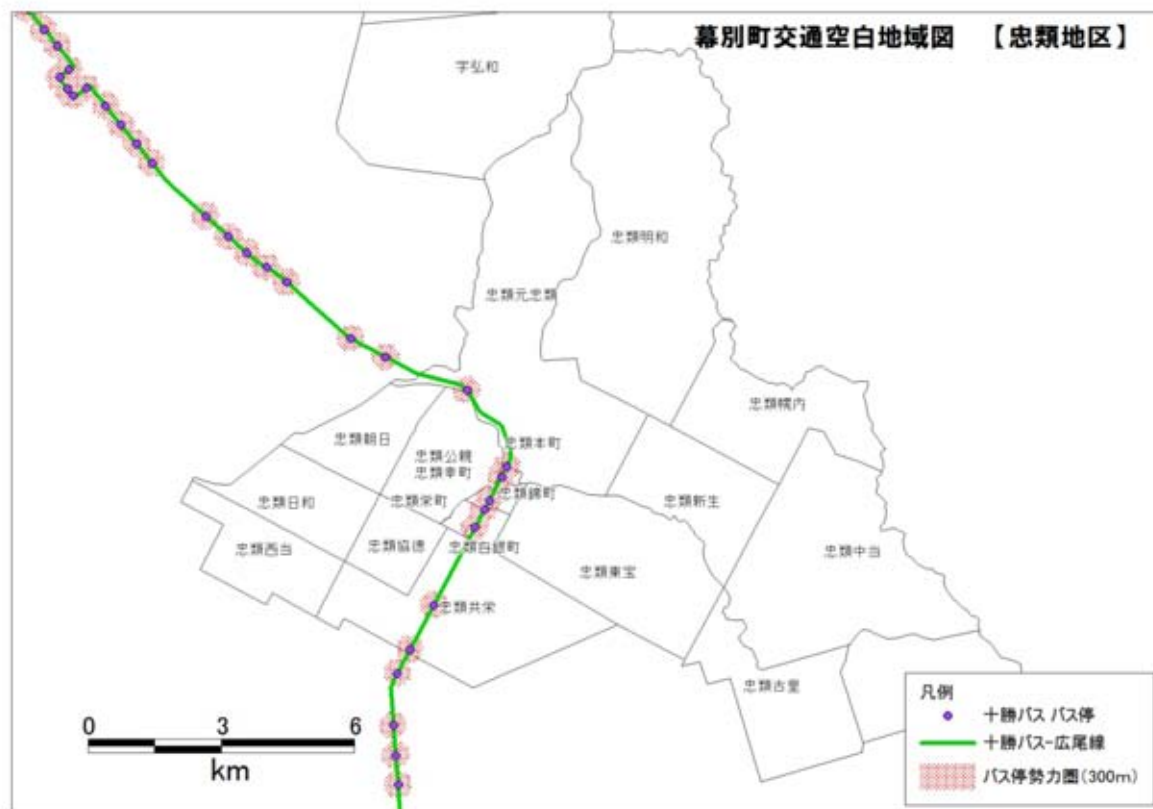 幕別町交通空白地域図 【忠類地区】
字弘和
忠類明和
忠類元忠類
忠類幌内
忠類朝日
忠類公親
忠類幸町
忠類本町
忠類日和
忠類栄町
忠類錦町
忠類新生
忠類西当
忠類協徳
忠類白銀町
忠類東宝
忠類中当
忠類共栄
忠類古里
0 3 6
km
凡例
十勝バス バス停
十勝バス-広尾線
バス停勢力圏(300m)